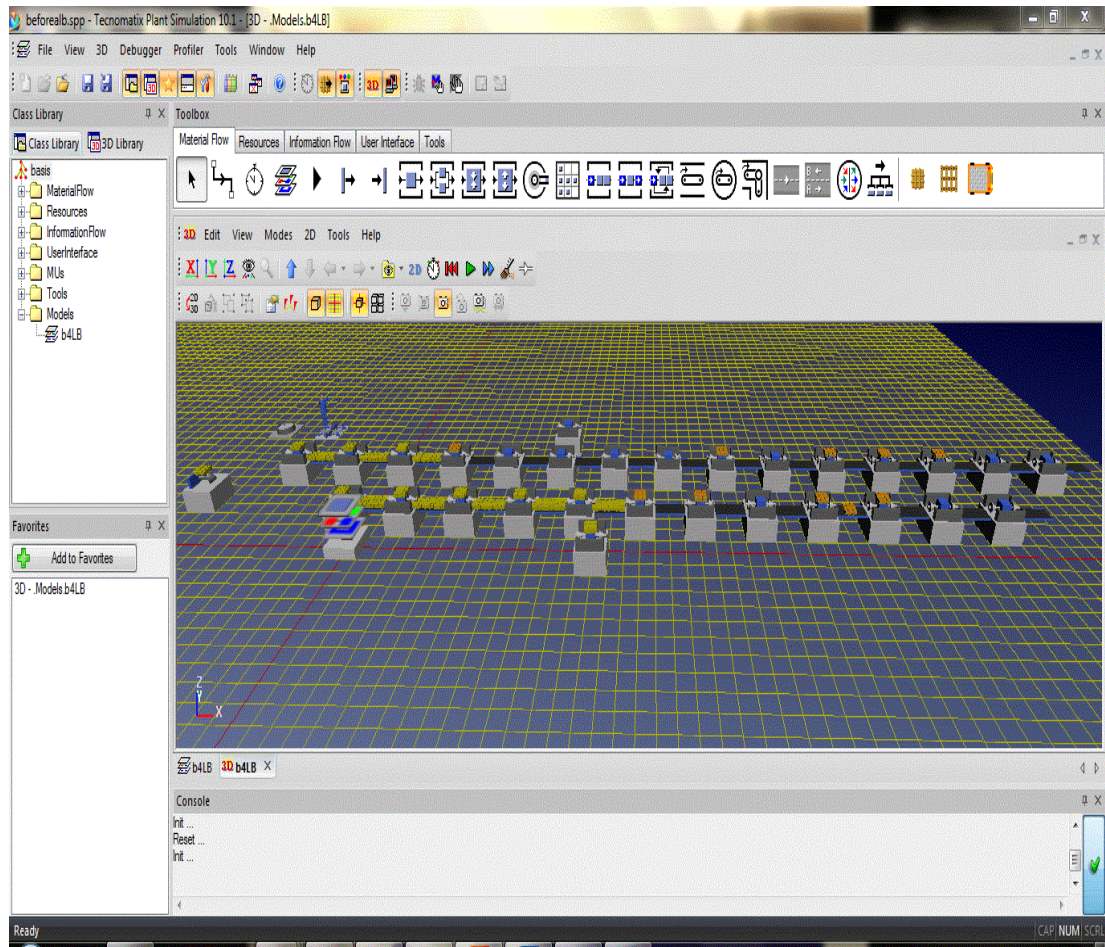 beforealb.spp - Tecnomatix Plant Simulation 10.1 - [3D - .Models.b4LB]
File View 3D Debugger Profiler Tools Window Help
3D
Class Library
Toolbox
Class Library 3D Library
Material Flow Resources Information Flow User Interface Tools
basis
MaterialFlow
Resources
InformationFlow
UserInterface
MUs
Tools
Models
b4LB
3D Edit View Modes 2D Tools Help
X Y Z 2D
3D
Z
Y
X
Favorites
Add to Favorites
3D - .Models.b4LB
b4LB 3D b4LB X
Console
Init ...
Reset ...
Init ...
Ready
CAP NUM SCRL